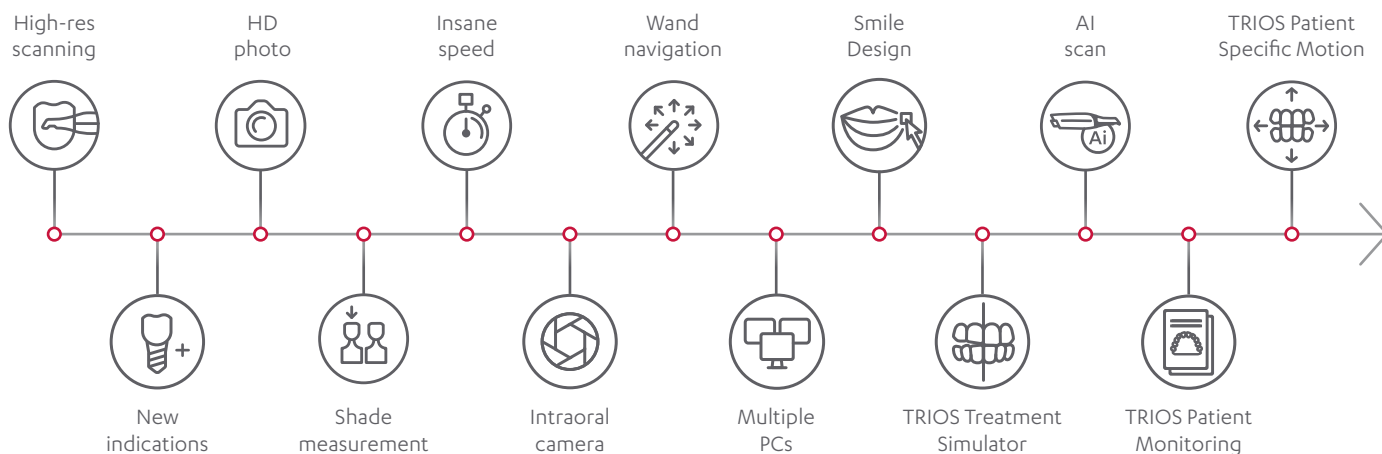 High-res
scanning
HD
photo
Insane
speed
Wand
navigation
Smile
Design
AI
scan
TRIOS Patient
Specific Motion
Ai
New
indications
Shade
measurement
Intraoral
camera
Multiple
PCs
TRIOS Treatment
Simulator
TRIOS Patient
Monitoring